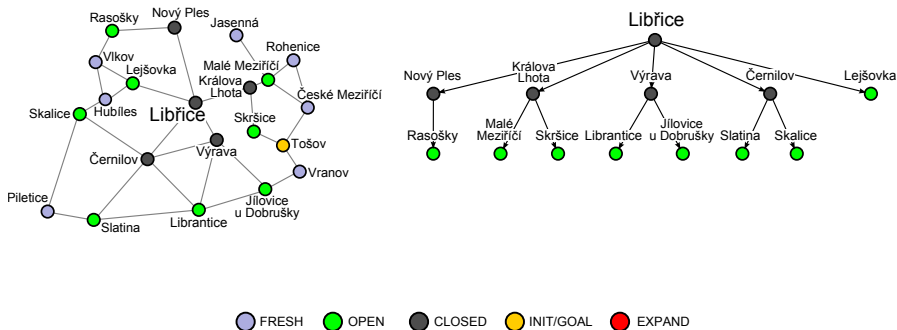 Nový Ples
Rasošky
Jasenná
Rohenice
Vlkov
Malé Meziříčí
Lejšovka
Králova
Lhota
České Meziříčí
Hubíles
Skalice
Libřice
Skršice
Tošov
Černilov
Výrava
Vranov
Piletice
Jílovice
u Dobrušky
Slatina
Librantice
Libřice
Nový Ples
Králova
Lhota
Výrava
Černilov
Lejšovka
Rasošky
Malé
Meziříčí
Skršice
Librantice
Jílovice
u Dobrušky
Slatina
Skalice
FRESH
OPEN
CLOSED
INIT/GOAL
EXPAND